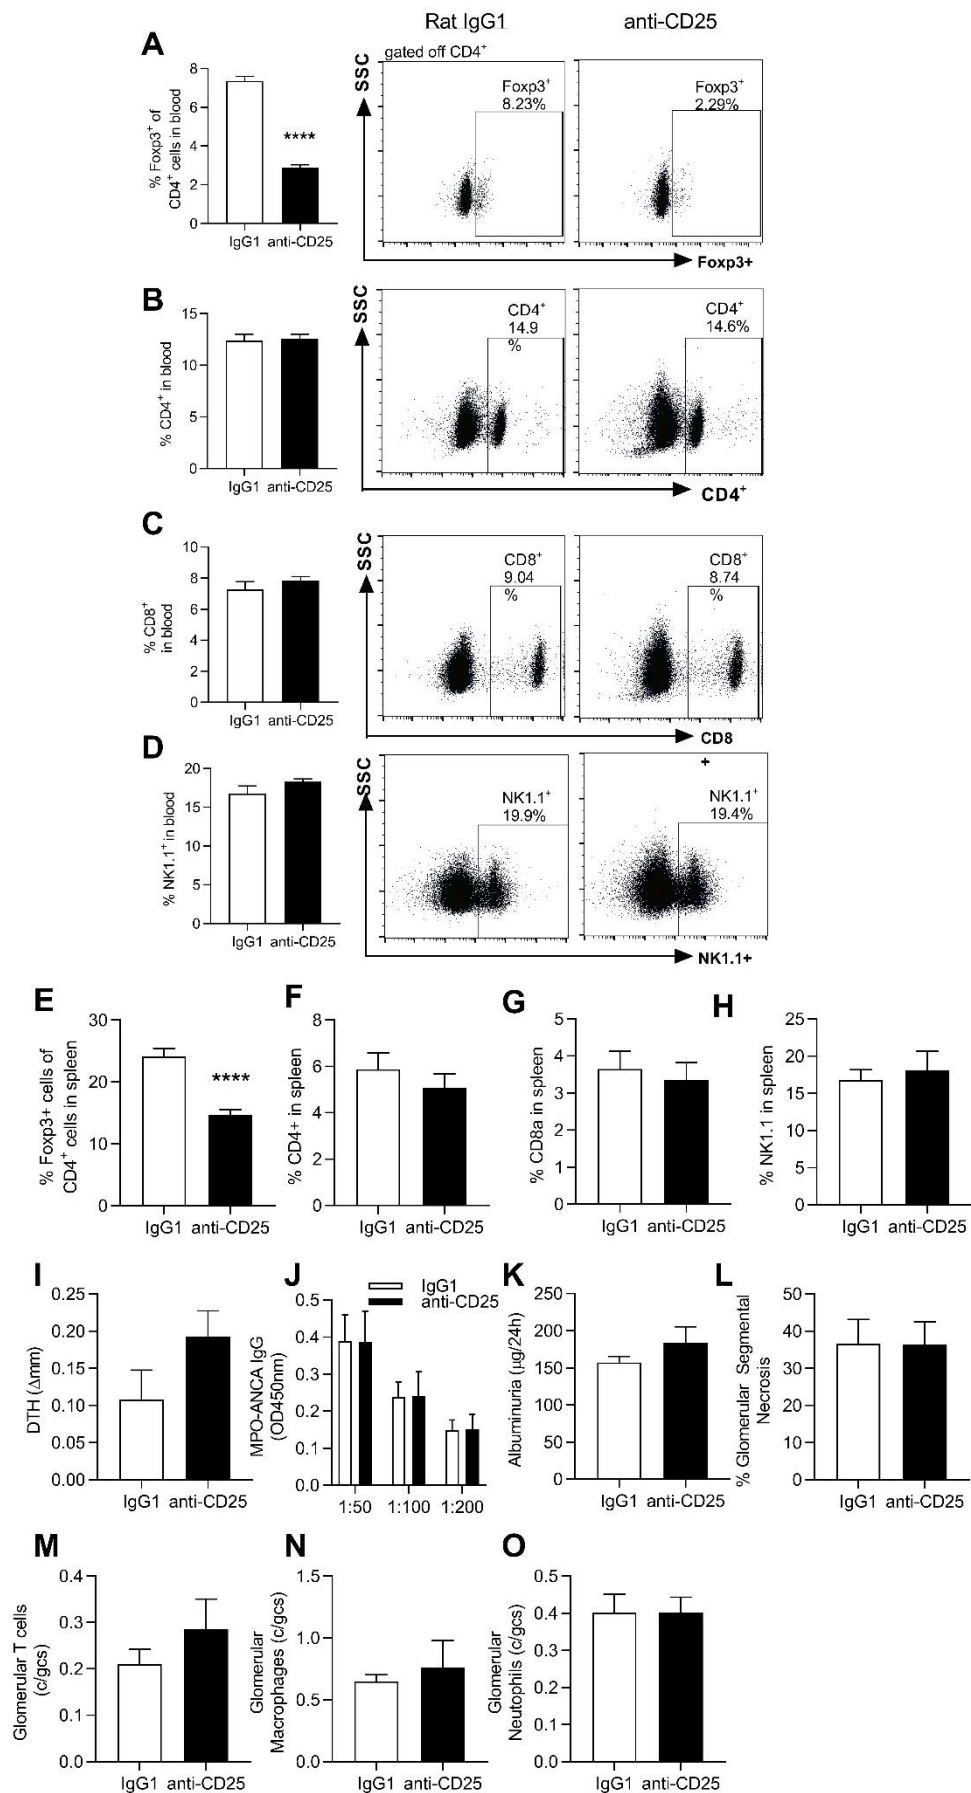 Rat IgG1
anti-CD25
A
% Foxp3⁺ of
CD4⁺ cells in blood
8
6
4
2
0
****
IgG1 anti-CD25
gated off CD4⁺
SSC
Foxp3⁺
8.23%
Foxp3⁺
2.29%
Foxp3+
B
% CD4⁺ in blood
15
10
5
0
IgG1 anti-CD25
SSC
CD4⁺
14.9
%
CD4⁺
14.6%
CD4⁺
C
% CD8⁺
in blood
10
8
6
4
2
0
IgG1 anti-CD25
SSC
CD8⁺
9.04
%
CD8⁺
8.74
%
CD8
+
D
% NK1.1⁺ in blood
20
15
10
5
0
IgG1 anti-CD25
SSC
NK1.1⁺
19.9%
NK1.1⁺
19.4%
NK1.1+
E
% Foxp3+ cells of
CD4⁺ cells in spleen
30
20
10
0
****
IgG1 anti-CD25
F
% CD4+ in spleen
8
6
4
2
0
IgG1 anti-CD25
G
% CD8a in spleen
5
4
3
2
1
0
IgG1 anti-CD25
H
% NK1.1 in spleen
25
20
15
10
5
0
IgG1 anti-CD25
I
DTH (Δmm)
0.25
0.20
0.15
0.10
0.05
0.00
IgG1 anti-CD25
J
IgG1
anti-CD25
MPO-ANCA IgG
(OD450nm)
0.5
0.4
0.3
0.2
0.1
0.0
1:50 1:100 1:200
K
Albuminuria (µg/24h)
250
200
150
100
50
0
IgG1 anti-CD25
L
% Glomerular Segmental
Necrosis
50
40
30
20
10
0
IgG1 anti-CD25
M
Glomerular T cells
(c/gcs)
0.4
0.3
0.2
0.1
0.0
IgG1 anti-CD25
N
Glomerular
Macrophages (c/gcs)
1.5
1.0
0.5
0.0
IgG1 anti-CD25
O
Glomerular
Neutophils (c/gcs)
0.5
0.4
0.3
0.2
0.1
0.0
IgG1 anti-CD25